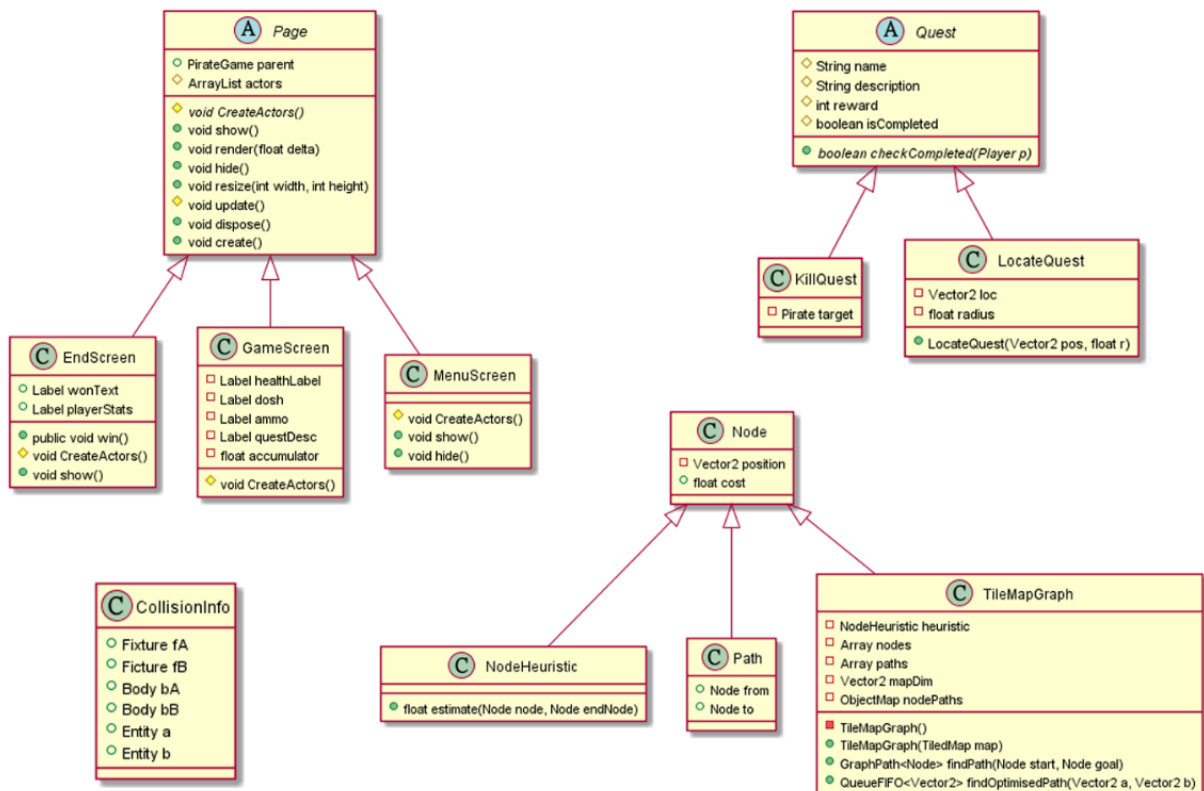 A Page
PirateGame parent
ArrayList actors
void CreateActors()
void show()
void render(float delta)
void hide()
void resize(int width, int height)
void update()
void dispose()
void create()
A Quest
String name
String description
int reward
boolean isCompleted
boolean checkCompleted(Player p)
C KillQuest
Pirate target
C LocateQuest
Vector2 loc
float radius
LocateQuest(Vector2 pos, float r)
C EndScreen
Label wonText
Label playerStats
public void win()
void CreateActors()
void show()
C GameScreen
Label healthLabel
Label dosh
Label ammo
Label questDesc
float accumulator
void CreateActors()
C MenuScreen
void CreateActors()
void show()
void hide()
C Node
Vector2 position
float cost
C CollisionInfo
Fixture fA
Ficture fB
Body bA
Body bB
Entity a
Entity b
C NodeHeuristic
float estimate(Node node, Node endNode)
C Path
Node from
Node to
C TileMapGraph
NodeHeuristic heuristic
Array nodes
Array paths
Vector2 mapDim
ObjectMap nodePaths
TileMapGraph()
TileMapGraph(TiledMap map)
GraphPath<Node> findPath(Node start, Node goal)
QueueFIFO<Vector2> findOptimisedPath(Vector2 a, Vector2 b)